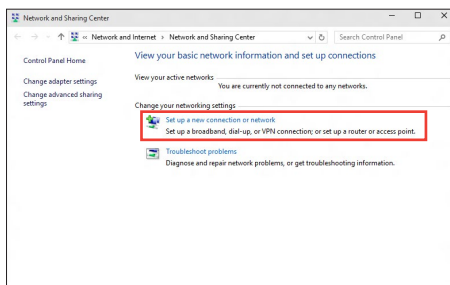 Network and Sharing Center
« Network and Internet › Network and Sharing Center
Search Control Panel
Control Panel Home
Change adapter settings
Change advanced sharing
settings
View your basic network information and set up connections
View your active networks
You are currently not connected to any networks.
Change your networking settings
Set up a new connection or network
Set up a broadband, dial-up, or VPN connection; or set up a router or access point.
Troubleshoot problems
Diagnose and repair network problems, or get troubleshooting information.